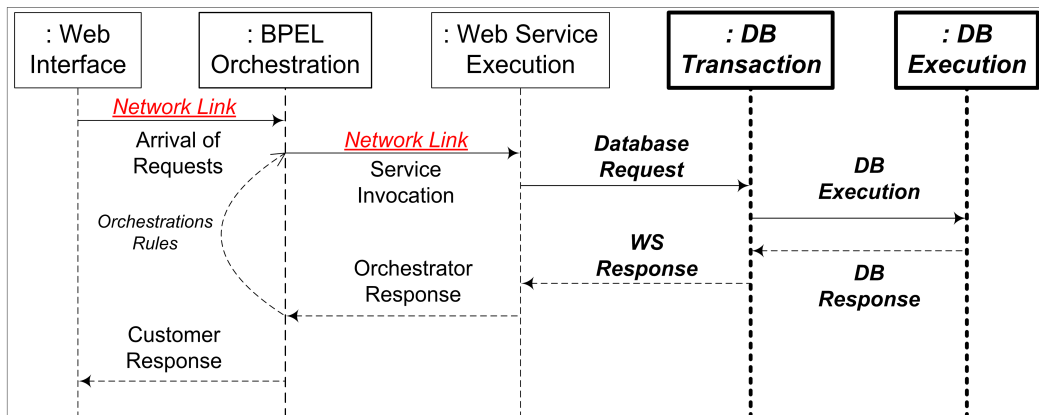 : Web
Interface
: BPEL
Orchestration
: Web Service
Execution
: DB
Transaction
: DB
Execution
Network Link
Arrival of
Requests
Network Link
Service
Invocation
Database
Request
DB
Execution
Orchestrations
Rules
WS
Response
DB
Response
Orchestrator
Response
Customer
Response